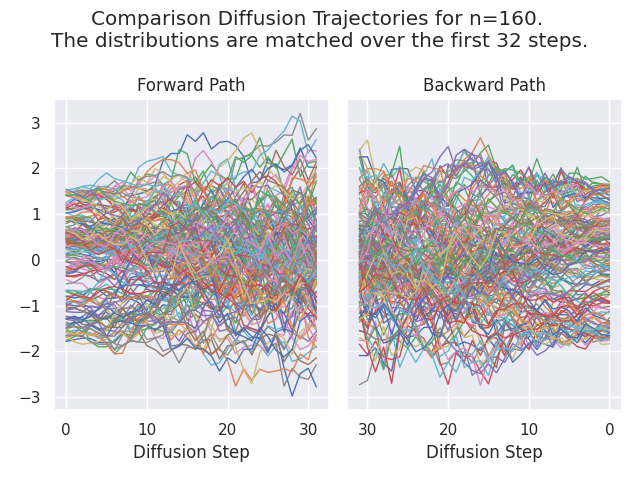 Comparison Diffusion Trajectories for n=160.
The distributions are matched over the first 32 steps.
Forward Path
Backward Path
3
2
1
0
−1
−2
−3
0 10 20 30
30 20 10 0
Diffusion Step
Diffusion Step